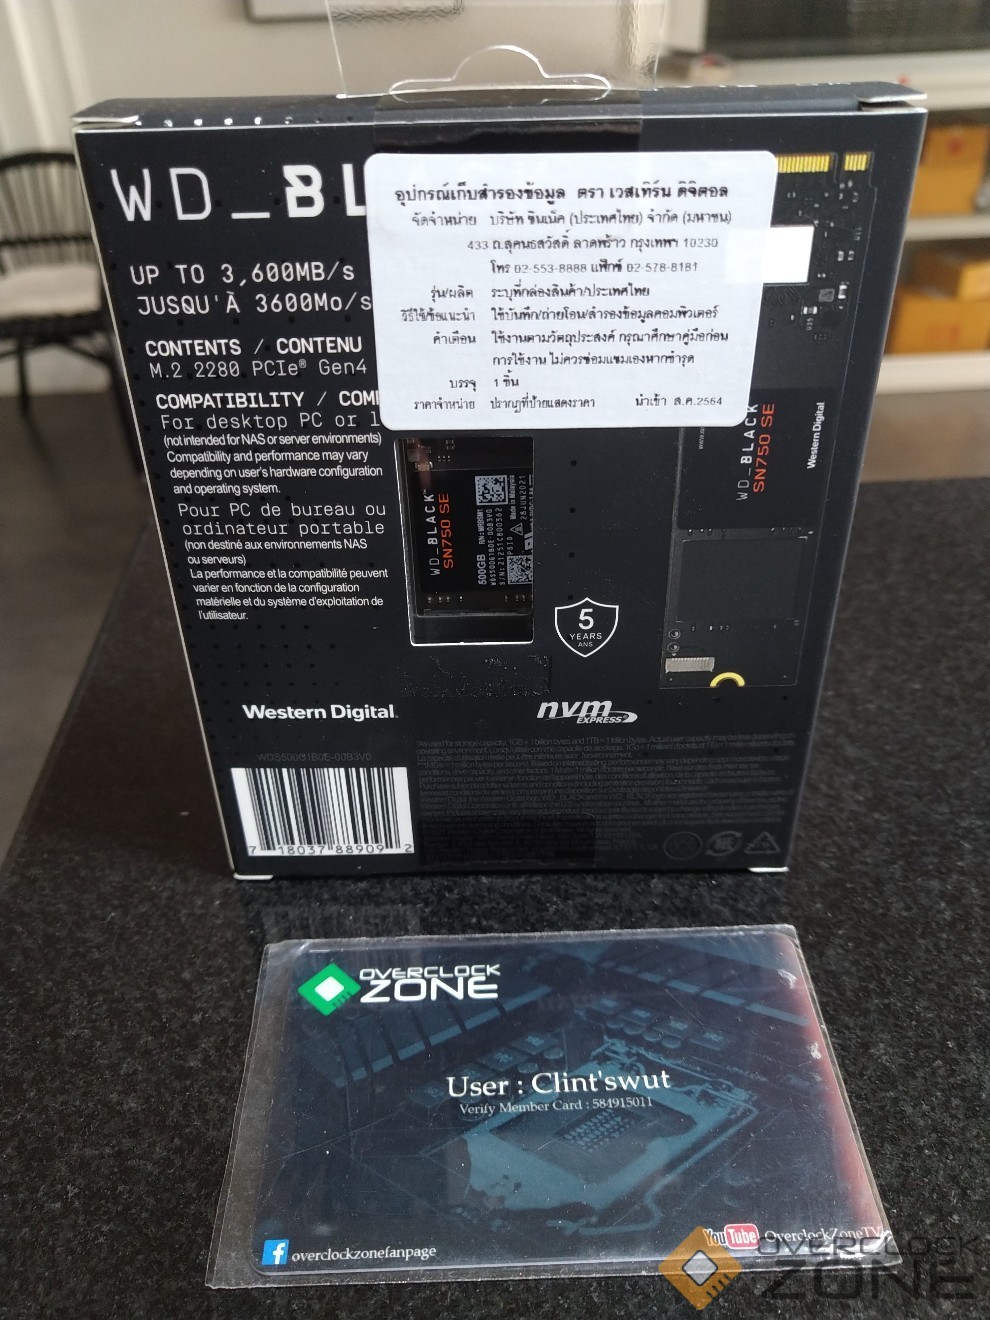 WD_BL
UP TO 3,600MB/s
JUSQU'À 3600Mo/s
CONTENTS / CONTENU
M.2 2280 PCIe® Gen4
COMPATIBILITY /
For desktop PC or
(not intended for NAS or server environments)
Compatibility and performance may vary
depending on user's hardware configuration
and operating system.
Pour PC de bureau ou
ordinateur portable
(non destiné aux environnements NAS
ou serveurs)
La performance et la compatibilité peuvent
varier en fonction de la configuration
matérielle et du système d'exploitation de
l'utilisateur.
อุปกรณ์เก็บสำรองข้อมูล ตรา เวสเทิร์น ดิจิตอล
จัดจำหน่าย บริษัท ซินเน็ค (ประเทศไทย) จำกัด (มหาชน)
433 ถ.สุคนธสวัสดิ์ ลาดพร้าว กรุงเทพฯ 10230
โทร 02-553-8888 แฟ็กซ์ 02-578-8181
รุ่น/ผลิต ระบุที่กล่องสินค้า/ประเทศไทย
วิธีใช้/ข้อแนะนำ ใช้บันทึก/ถ่ายโอน/สำรองข้อมูลคอมพิวเตอร์
คำเตือน ใช้งานตามวัตถุประสงค์ กรุณาศึกษาคู่มือก่อน
การใช้งาน ไม่ควรซ่อมแซมเองหากชำรุด
บรรจุ 1 ชิ้น
ราคาจำหน่าย ปรากฏที่ป้ายแสดงราคา นำเข้า ส.ค.2564
WD_BLACK
SN750 SE
500GB
WDS500G1B0E-00B3V0
S/N:21251C800362
Made in Malaysia
28JUN2021
WD_BLACK
SN750 SE
Western Digital
5
YEARS
ANS
Western Digital.
nvm
EXPRESS
WDS500G1B0E-00B3V0
7 18037 88909 2
OVERCLOCK
ZONE
User : Clint'swut
Verify Member Card : 584915011
overclockzonefanpage
YouTube OverclockZoneTV
OVERCLOCK
ZONE